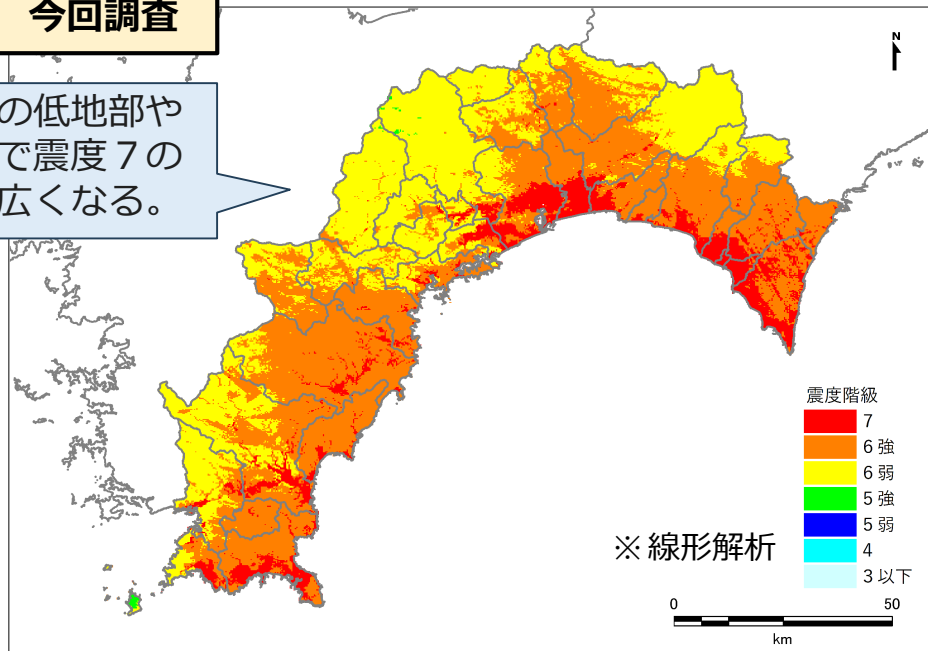 今回調査
の低地部や
で震度７の
広くなる。
N
震度階級
7
6 強
6 弱
5 強
5 弱
4
3 以下
※線形解析
0 50
km